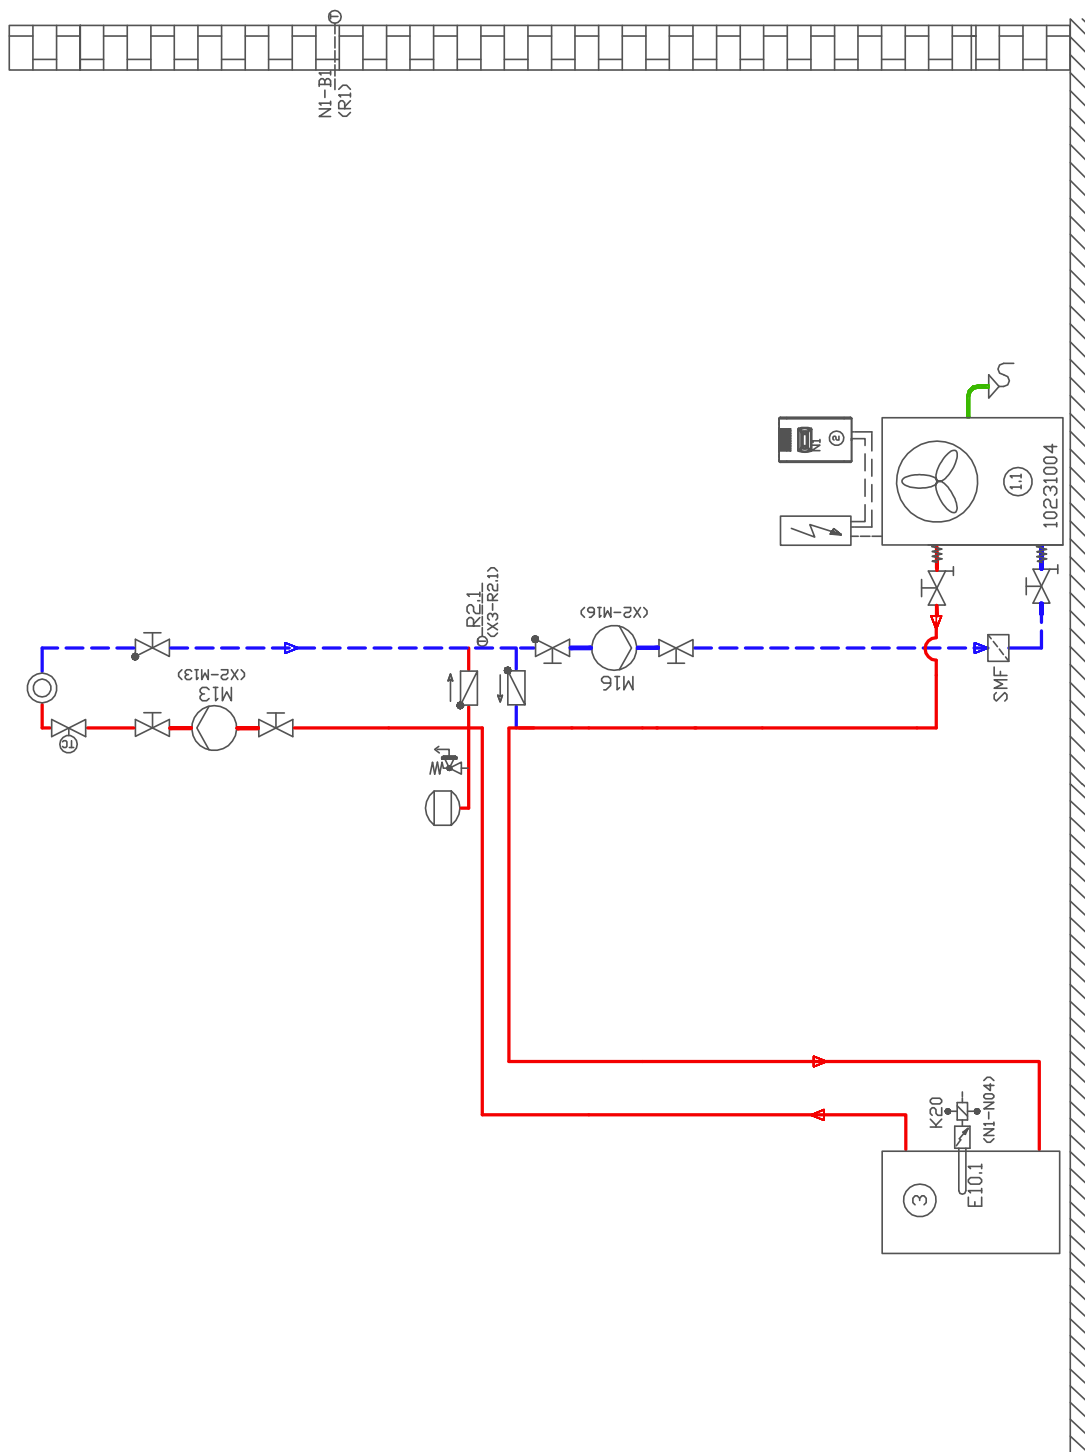 T
N1-B1
(R1)
(X2-M13)
M13
TC
R2.1
(X3-R2.1)
T
(X2-M16)
M16
N1
2
1.1
10231004
SMF
K20
(N1-N04)
E10.1
3